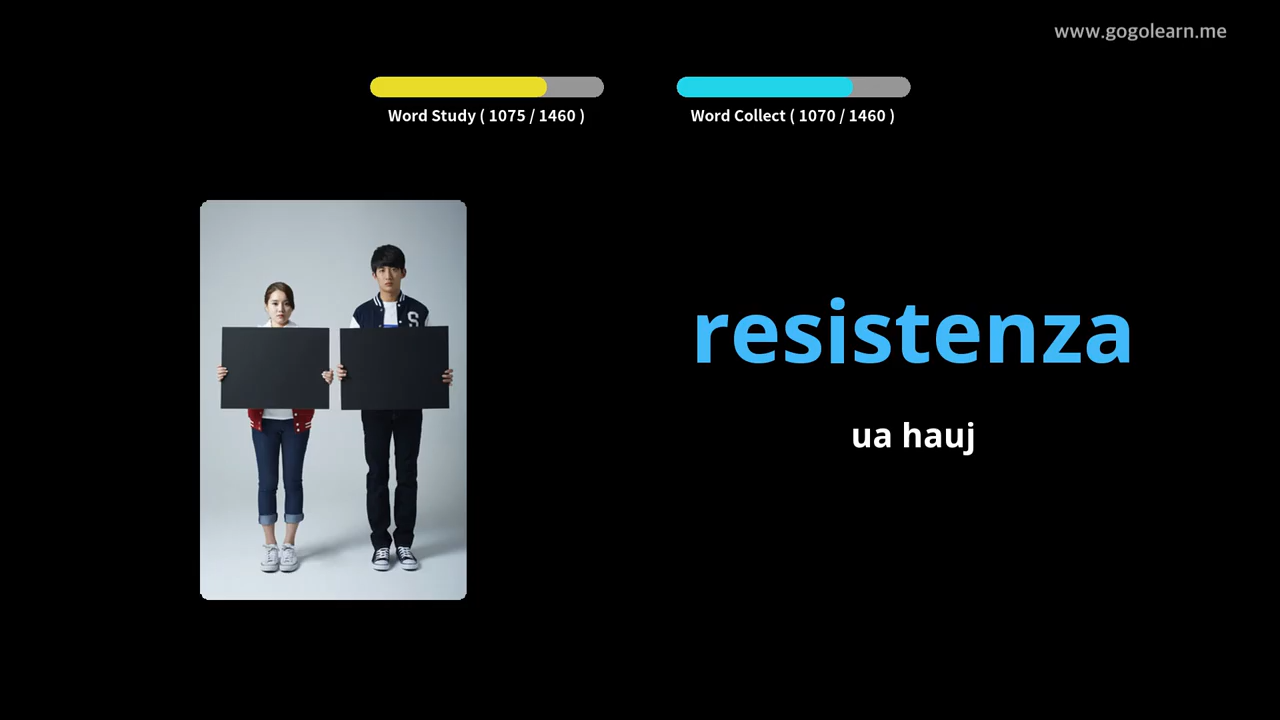 www.gogolearn.me
Word Study ( 1075 / 1460 )
Word Collect ( 1070 / 1460 )
S
resistenza
ua hauj